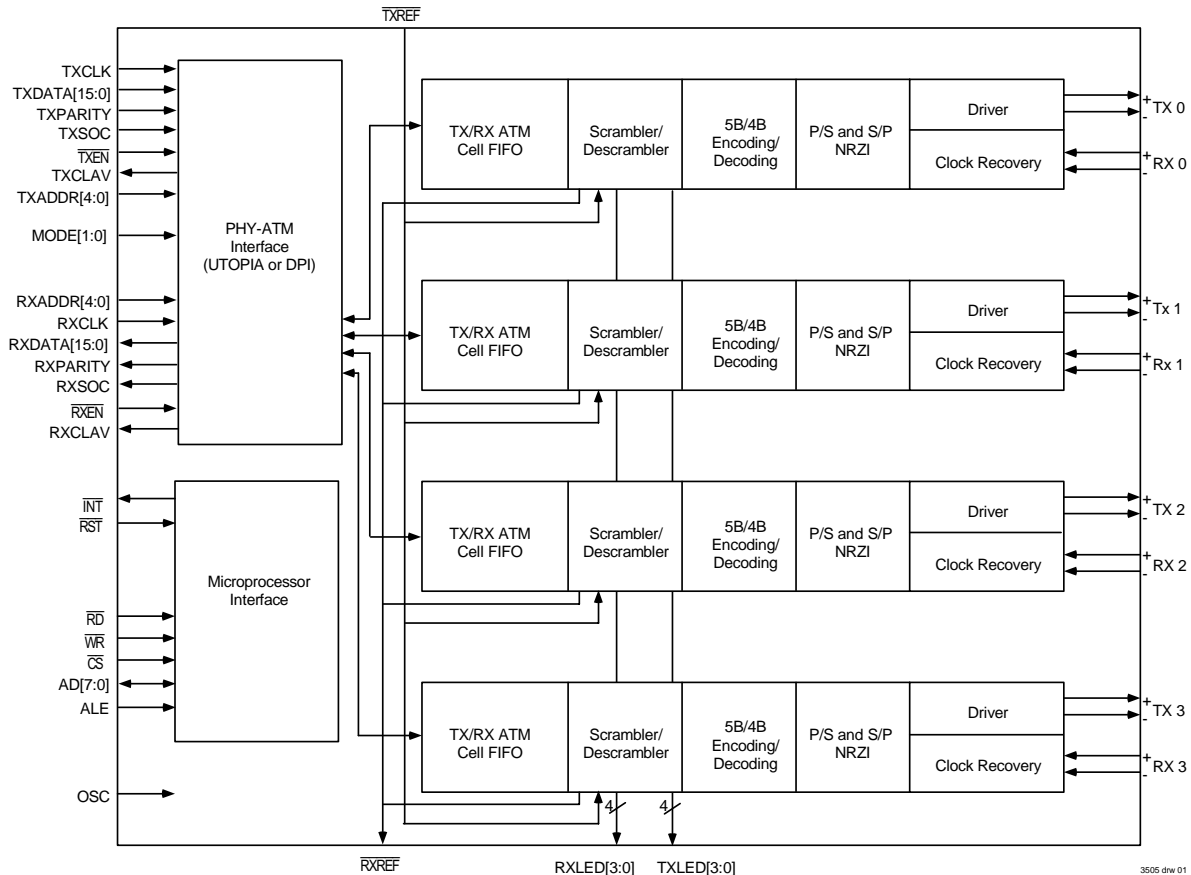 TXREF
TXCLK
TXDATA[15:0]
TXPARITY
TXSOC
TXEN
TXCLAV
TXADDR[4:0]
MODE[1:0]
RXADDR[4:0]
RXCLK
RXDATA[15:0]
RXPARITY
RXSOC
RXEN
RXCLAV
PHY-ATM
Interface
(UTOPIA or DPI)
INT
RST
RD
WR
CS
AD[7:0]
ALE
OSC
Microprocessor
Interface
TX/RX ATM
Cell FIFO
Scrambler/
Descrambler
5B/4B
Encoding/
Decoding
P/S and S/P
NRZI
Driver
Clock Recovery
+ TX 0
-
+ RX 0
-
TX/RX ATM
Cell FIFO
Scrambler/
Descrambler
5B/4B
Encoding/
Decoding
P/S and S/P
NRZI
Driver
Clock Recovery
+ Tx 1
-
+ Rx 1
-
TX/RX ATM
Cell FIFO
Scrambler/
Descrambler
5B/4B
Encoding/
Decoding
P/S and S/P
NRZI
Driver
Clock Recovery
+ TX 2
-
+ RX 2
-
TX/RX ATM
Cell FIFO
Scrambler/
Descrambler
5B/4B
Encoding/
Decoding
P/S and S/P
NRZI
Driver
Clock Recovery
+ TX 3
-
+ RX 3
-
4
4
RXREF
RXLED[3:0]
TXLED[3:0]
3505 drw 01